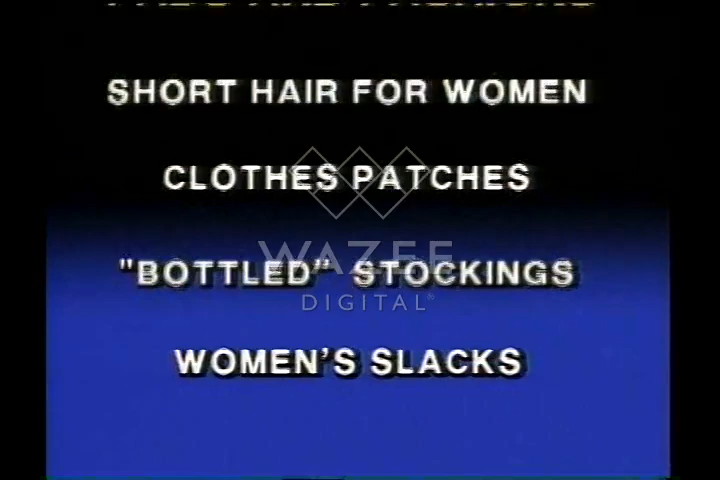 SHORT HAIR FOR WOMEN
CLOTHES PATCHES
"BOTTLED" STOCKINGS
WOMEN'S SLACKS
WAZEE
DIGITAL®